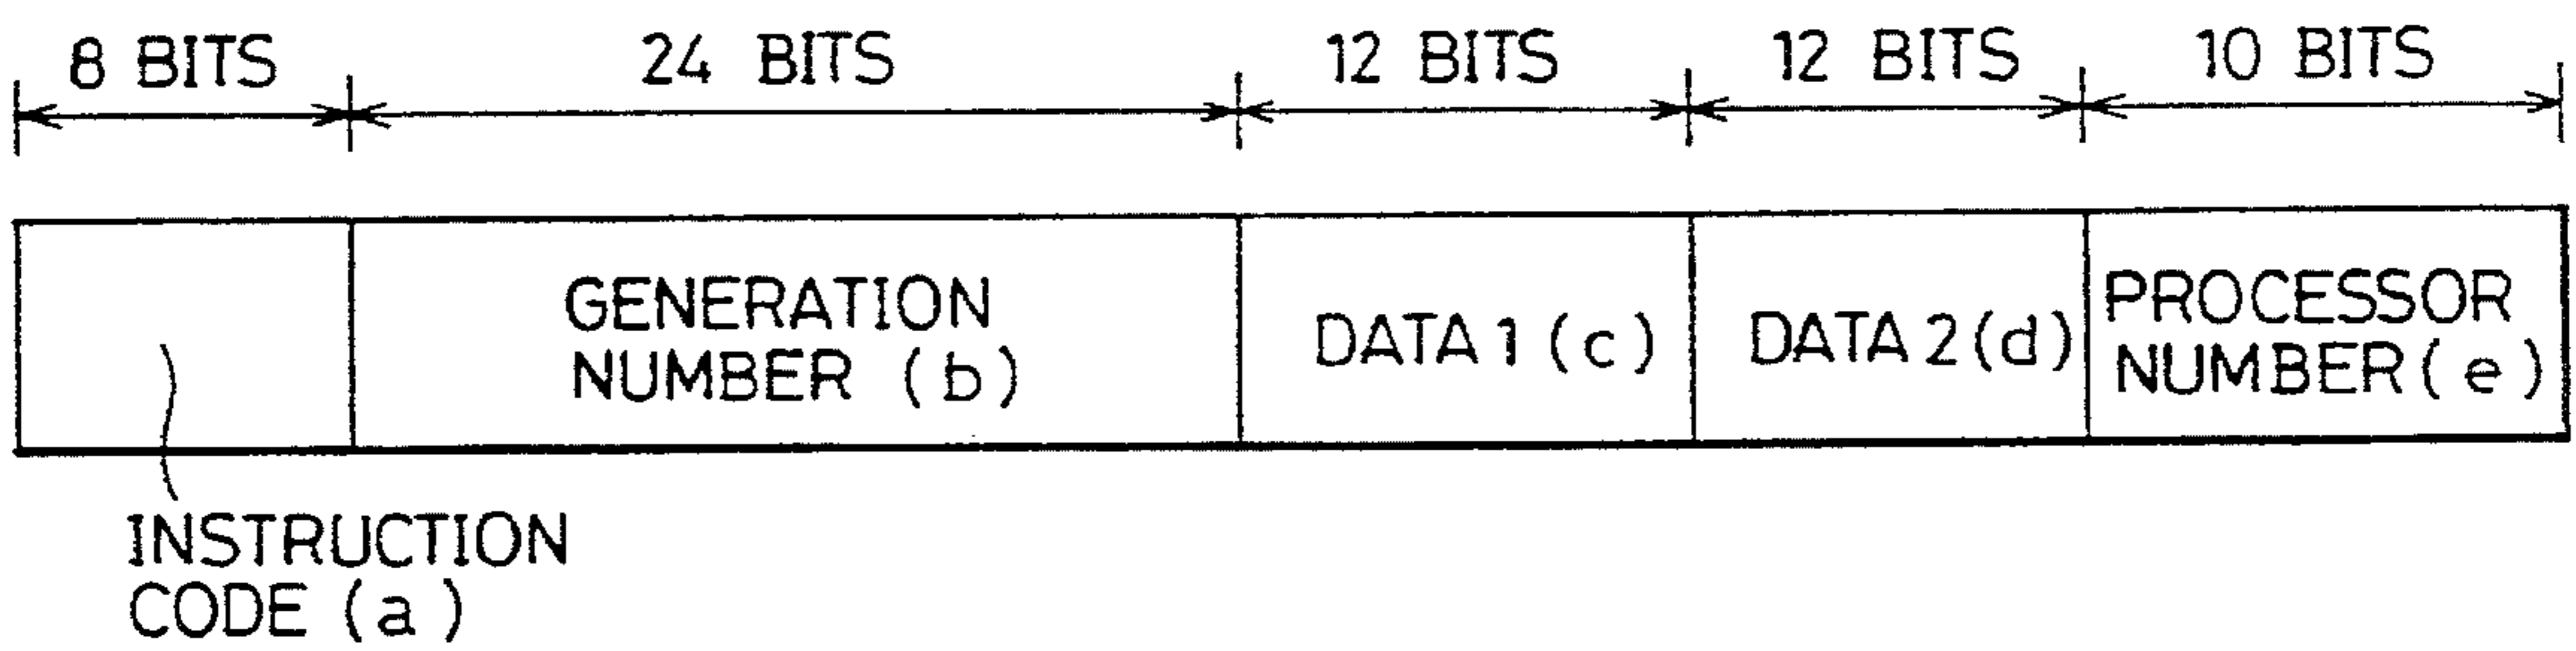 8 BITS 24 BITS 12 BITS 12 BITS 10 BITS
GENERATION
NUMBER (b)
DATA 1 (c)
DATA 2 (d)
PROCESSOR
NUMBER (e)
INSTRUCTION
CODE (a)